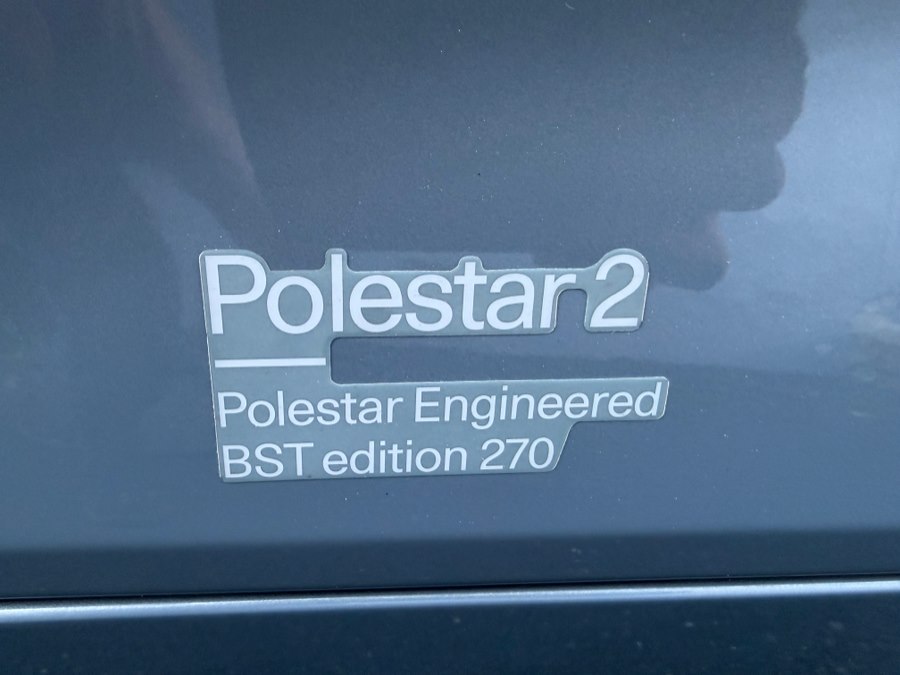 Polestar 2
Polestar Engineered
BST edition 270